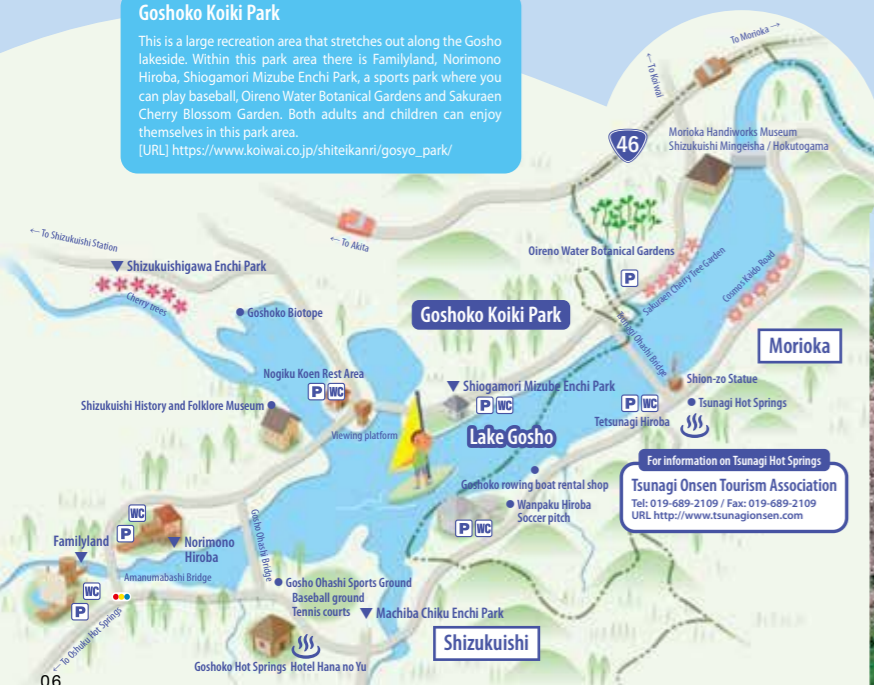 Goshoko Koiki Park
This is a large recreation area that stretches out along the Gosho
lakeside. Within this park area there is Familyland, Norimono
Hiroba, Shiogamori Mizube Enchi Park, a sports park where you
can play baseball, Oireno Water Botanical Gardens and Sakuraen
Cherry Blossom Garden. Both adults and children can enjoy
themselves in this park area.
[URL] https://www.koiwai.co.jp/shiteikanri/gosyo_park/
To Morioka →
← To Koiwai
46
Morioka Handiworks Museum
Shizukuishi Mingeisha / Hokutogama
← To Shizukuishi Station
← To Akita
▼ Shizukuishigawa Enchi Park
Cherry trees
Oireno Water Botanical Gardens
P
Sakuraen Cherry Tree Garden
Cosmos Kaido Road
● Goshoko Biotope
Goshoko Koiki Park
Tsunagi Ohashi Bridge
Morioka
Nogiku Koen Rest Area
P WC
▼ Shiogamori Mizube Enchi Park
P WC
Shion-zo Statue
P WC
● Tsunagi Hot Springs
Tetsunagi Hiroba
Shizukuishi History and Folklore Museum ●
Viewing platform
Lake Gosho
For information on Tsunagi Hot Springs
Tsunagi Onsen Tourism Association
Tel: 019-689-2109 / Fax: 019-689-2109
URL http://www.tsunagionsen.com
Goshoko rowing boat rental shop
● Wanpaku Hiroba
Soccer pitch
P WC
WC
P
Familyland
▼ Norimono
Hiroba
Gosho Ohashi Bridge
Amanumabashi Bridge
WC
P
● Gosho Ohashi Sports Ground
Baseball ground
Tennis courts
▼ Machiba Chiku Enchi Park
Shizukuishi
← To Oshuku Hot Springs
Goshoko Hot Springs Hotel Hana no Yu
06